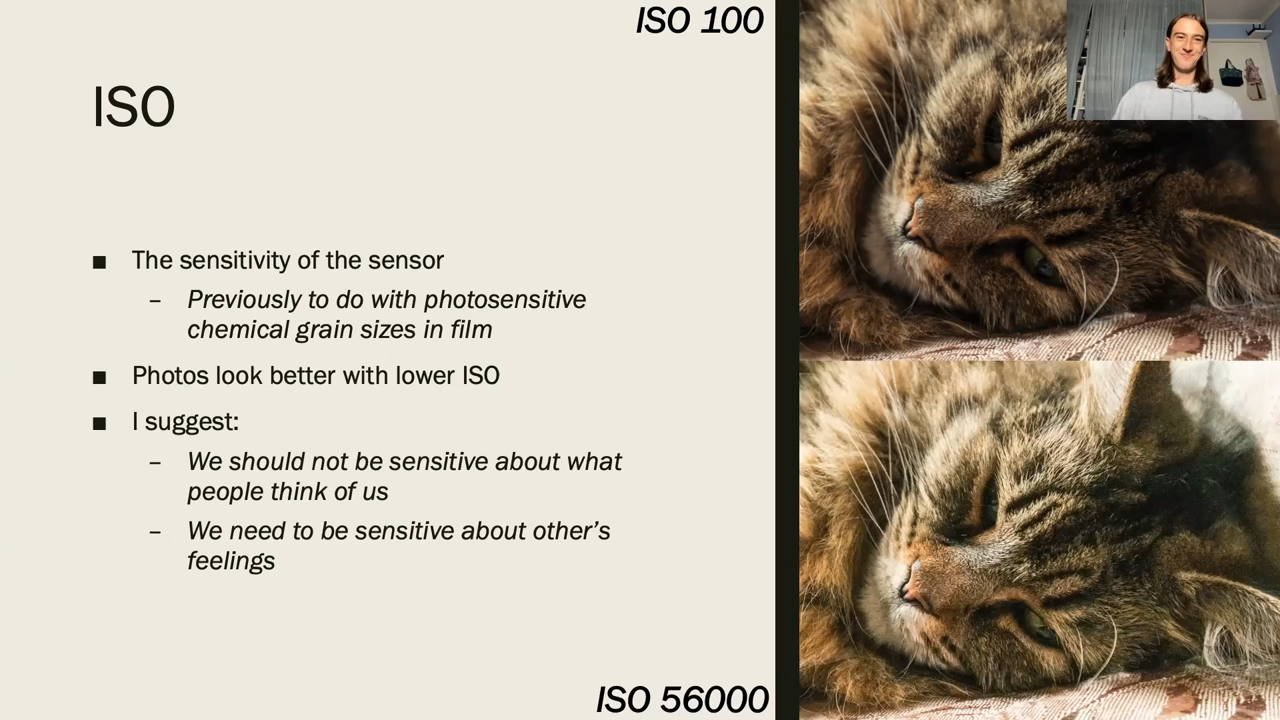 ISO 100
ISO
The sensitivity of the sensor
Previously to do with photosensitive
chemical grain sizes in film
Photos look better with lower ISO
I suggest:
We should not be sensitive about what
people think of us
We need to be sensitive about other’s
feelings
ISO 56000